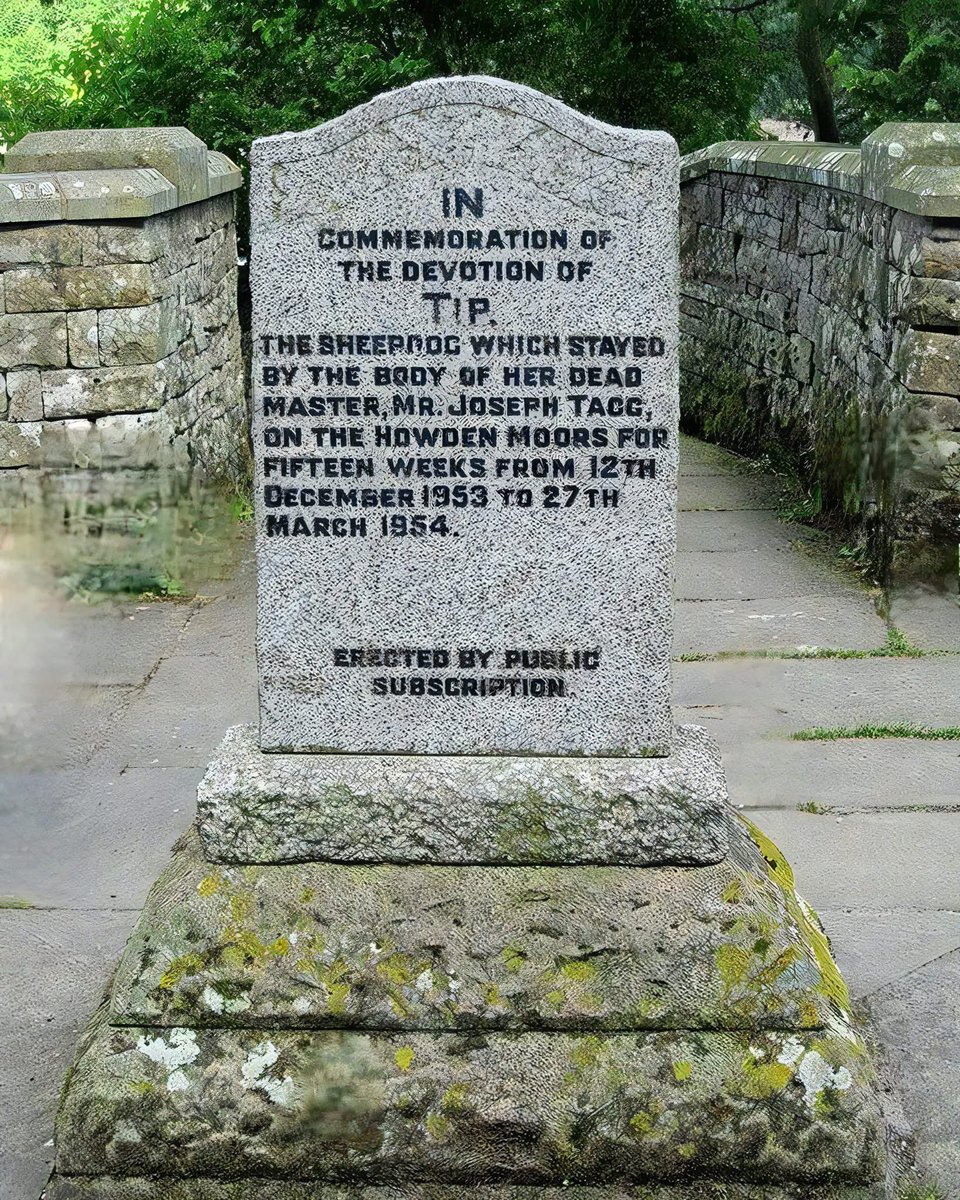 IN
COMMEMORATION OF
THE DEVOTION OF
TIP.
THE SHEEPDOG WHICH STAYED
BY THE BODY OF HER DEAD
MASTER, MR. JOSEPH TAGG,
ON THE HOWDEN MOORS FOR
FIFTEEN WEEKS FROM 12TH
DECEMBER 1953 TO 27TH
MARCH 1954.
ERECTED BY PUBLIC
SUBSCRIPTION.